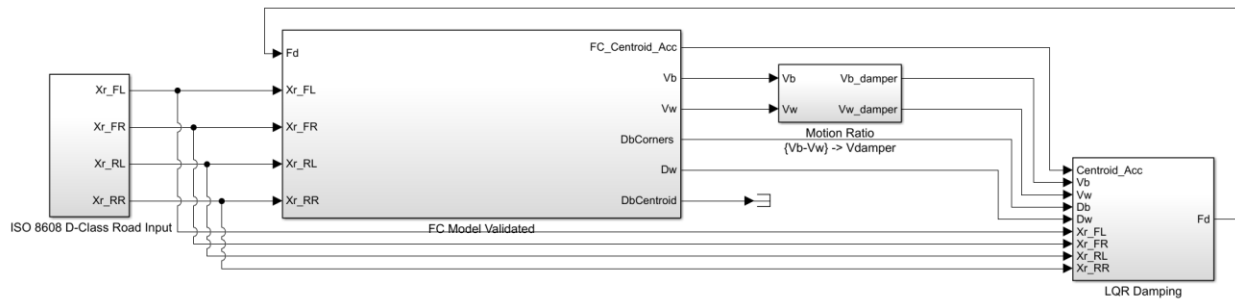 Xr_FL
Xr_FR
Xr_RL
Xr_RR
ISO 8608 D-Class Road Input
Fd
Xr_FL
Xr_FR
Xr_RL
Xr_RR
FC_Centroid_Acc
Vb
Vw
DbCorners
Dw
DbCentroid
FC Model Validated
Vb
Vw
Vb_damper
Vw_damper
Motion Ratio
{Vb-Vw} -> Vdamper
Centroid_Acc
Vb
Vw
Db
Dw
Xr_FL
Xr_FR
Xr_RL
Xr_RR
Fd
LQR Damping